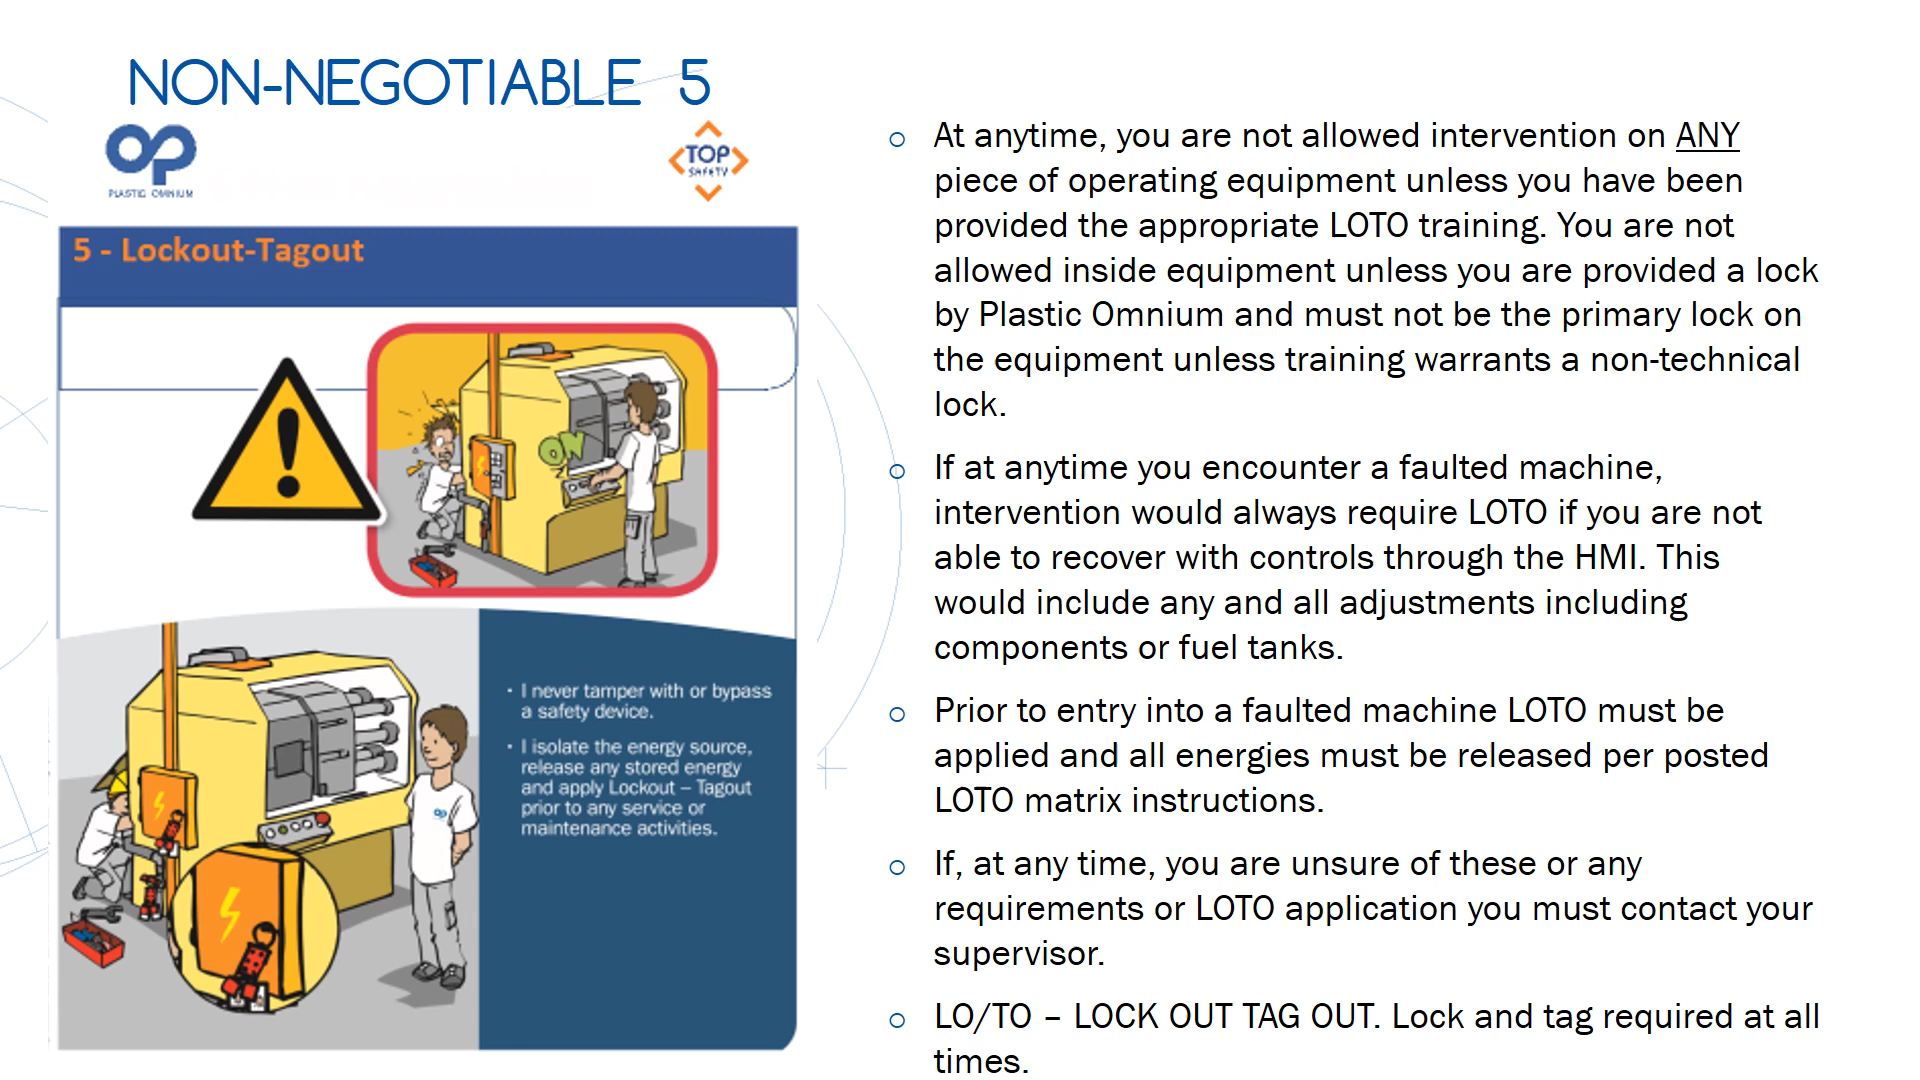 NON-NEGOTIABLE 5
PLASTIC OMNIUM
TOP
SAFETY
5 - Lockout-Tagout
ON
· I never tamper with or bypass
a safety device.
· I isolate the energy source,
release any stored energy
and apply Lockout – Tagout
prior to any service or
maintenance activities.
o At anytime, you are not allowed intervention on ANY
piece of operating equipment unless you have been
provided the appropriate LOTO training. You are not
allowed inside equipment unless you are provided a lock
by Plastic Omnium and must not be the primary lock on
the equipment unless training warrants a non-technical
lock.
o If at anytime you encounter a faulted machine,
intervention would always require LOTO if you are not
able to recover with controls through the HMI. This
would include any and all adjustments including
components or fuel tanks.
o Prior to entry into a faulted machine LOTO must be
applied and all energies must be released per posted
LOTO matrix instructions.
o If, at any time, you are unsure of these or any
requirements or LOTO application you must contact your
supervisor.
o LO/TO – LOCK OUT TAG OUT. Lock and tag required at all
times.